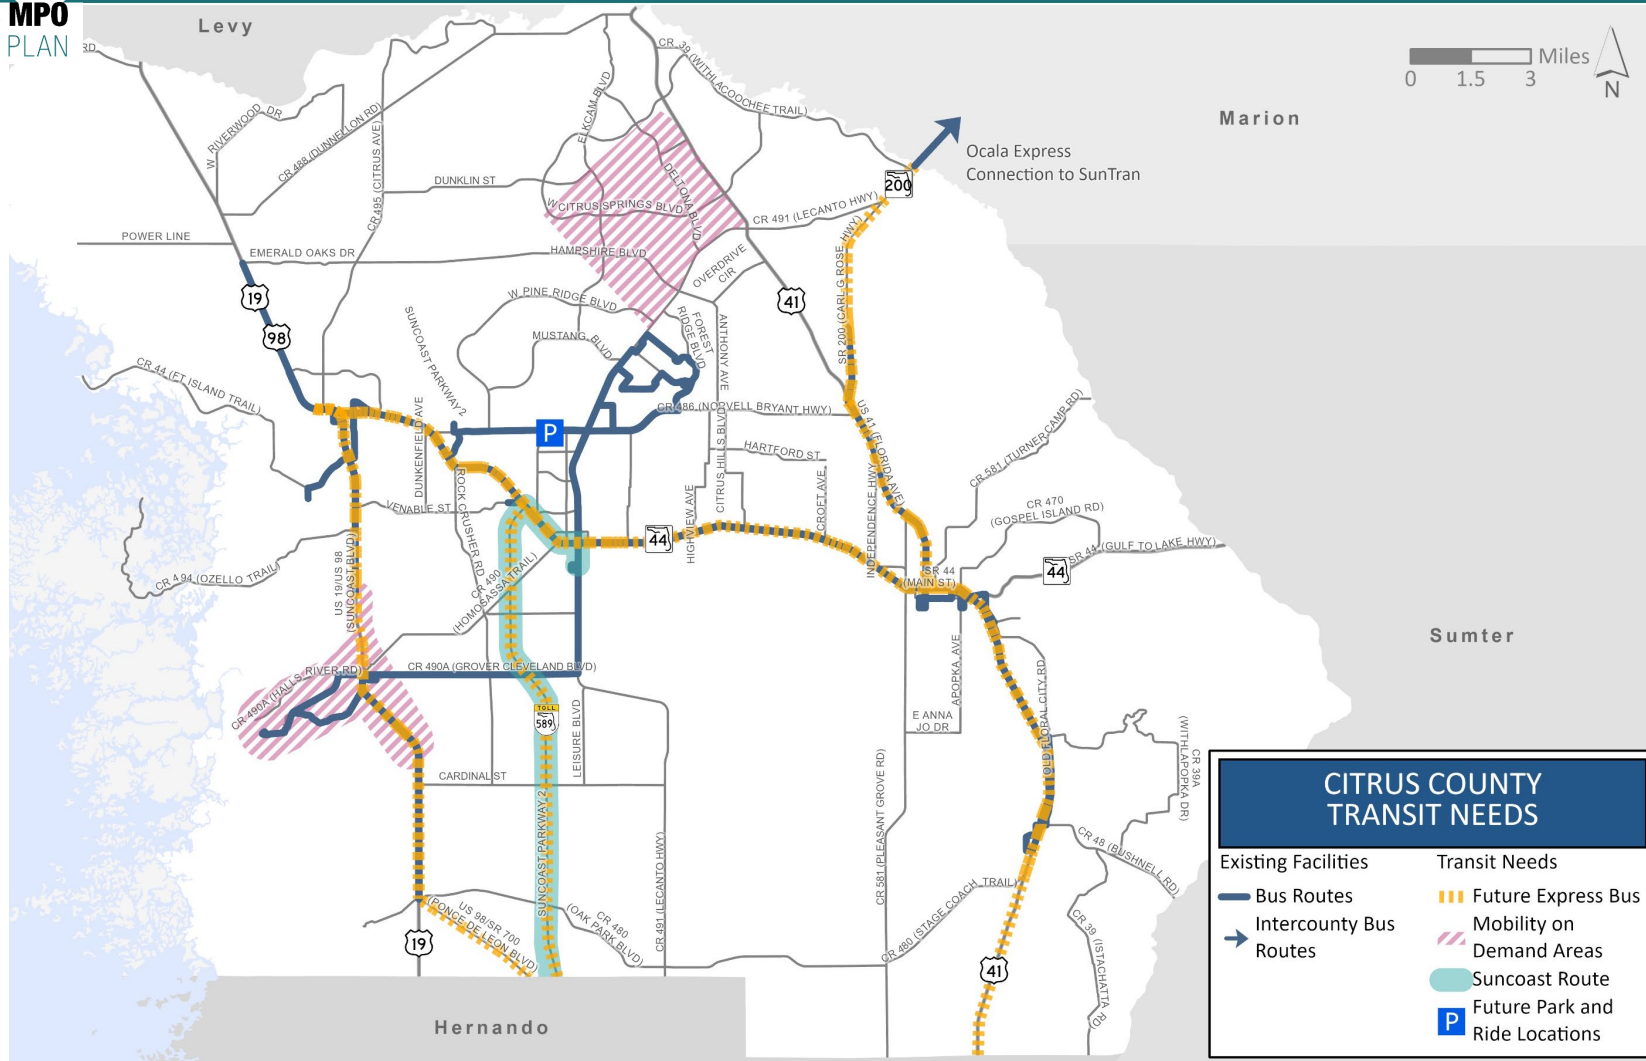 MPO
PLAN
Levy
RD
CR 39 (WITHLACOOCHEE TRAIL)
Miles
0 1.5 3
N
Marion
Ocala Express
Connection to SunTran
200
W RIVERWOOD DR
CR 488 (DUNNELLON RD)
CR 495 (CITRUS AVE)
ELKCAM BLVD
DUNKLIN ST
DELTONA BLVD
W CITRUS SPRINGS BLVD
CR 491 (LECANTO HWY)
POWER LINE
EMERALD OAKS DR
HAMPSHIRE BLVD
OVERDRIVE
CIR
SR 200 (CARL G ROSE HWY)
19
98
41
W PINE RIDGE BLVD
MUSTANG BLVD
FOREST
RIDGE BLVD
ANTHONY AVE
SUNCOAST PARKWAY 2
CR 44 (FT ISLAND TRAIL)
CR 486 (NORVELL BRYANT HWY)
US 41 (FLORIDA AVE)
CR 581 (TURNER CAMP RD)
P
DUNKENFIELD AVE
CITRUS HILLS BLVD
HARTFORD ST
ROCK CRUSHER RD
VENABLE ST
HIGHVIEW AVE
CROFT AVE
INDEPENDENCE HWY
CR 470
(GOSPEL ISLAND RD)
44
SR 44 (GULF TO LAKE HWY)
44
SR 44
(MAIN ST)
CR 494 (OZELLO TRAIL)
US 19/US 98
(SUNCOAST BLVD)
CR 490
(HOMOSASSA TRAIL)
Sumter
CR 490A (HALLS RIVER RD)
CR 490A (GROVER CLEVELAND BLVD)
APOPKA AVE
OLD FLORAL CITY RD
E ANNA
JO DR
TOLL
589
LEISURE BLVD
CARDINAL ST
SUNCOAST PARKWAY 2
CR 491 (LECANTO HWY)
CR 581 (PLEASANT GROVE RD)
CR 39A
(WITHLAPOPKA DR)
CR 48 (BUSHNELL RD)
CR 480 (STAGE COACH TRAIL)
CR 39 (ISTACHATTA RD)
US 98/SR 700
(PONCE DE LEON BLVD)
CR 480
(OAK PARK BLVD)
19
41
Hernando
CITRUS COUNTY
TRANSIT NEEDS
Existing Facilities
Bus Routes
Intercounty Bus
Routes
Transit Needs
Future Express Bus
Mobility on
Demand Areas
Suncoast Route
P
Future Park and
Ride Locations